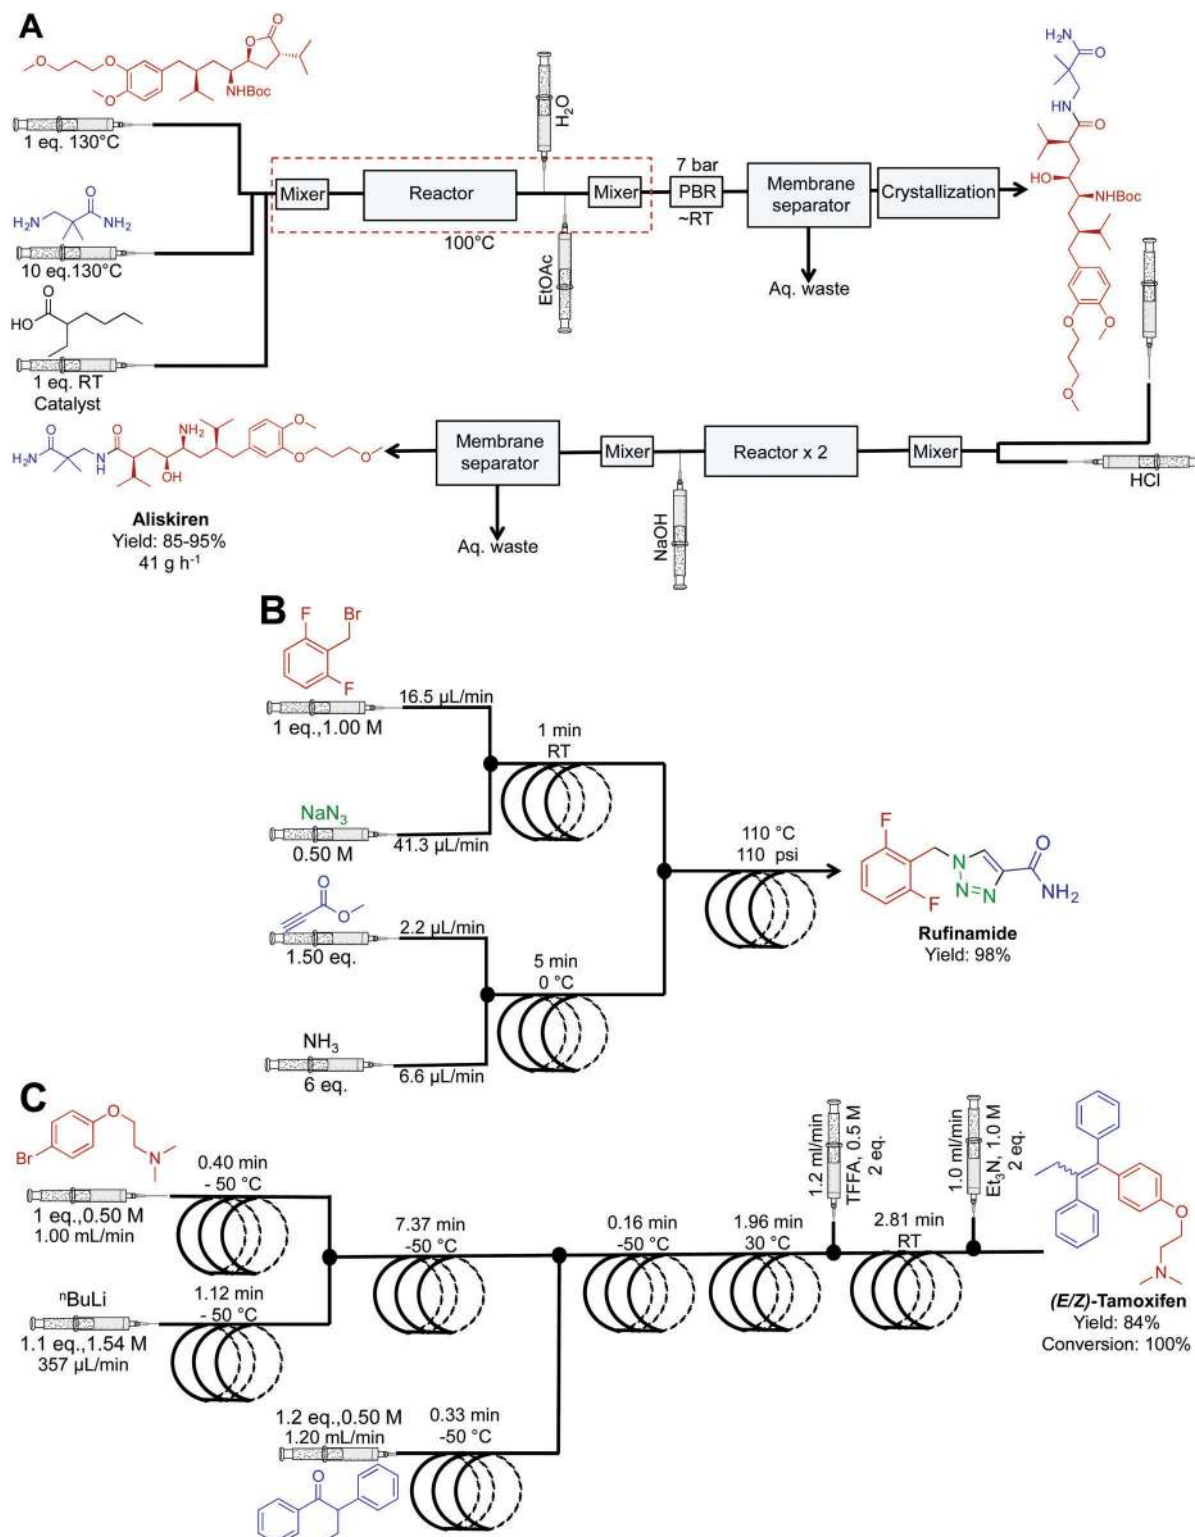 A
O
O
O
O
O
NHBoc
1 eq. 130°C
H₂O
7 bar
Mixer
Reactor
Mixer
PBR
~RT
Membrane
separator
Crystallization
100°C
EtOAc
Aq. waste
O
H₂N
NH₂
10 eq.130°C
O
HO
1 eq. RT
Catalyst
H₂N
O
HN
O
HO
NHBoc
O
O
O
HCl
Mixer
Reactor x 2
Mixer
NaOH
Membrane
separator
Aq. waste
O
H₂N
N
H
O
OH
NH₂
O
O
O
Aliskiren
Yield: 85-95%
41 g h⁻¹
B
F
Br
F
16.5 µL/min
1 eq.,1.00 M
1 min
RT
NaN₃
0.50 M
41.3 µL/min
O
O
2.2 µL/min
1.50 eq.
5 min
0 °C
NH₃
6 eq.
6.6 µL/min
110 °C
110 psi
F
F
N
N
N
O
NH₂
Rufinamide
Yield: 98%
C
O
Br
N
1 eq.,0.50 M
1.00 mL/min
0.40 min
- 50 °C
ⁿBuLi
1.1 eq.,1.54 M
357 µL/min
1.12 min
- 50 °C
7.37 min
-50 °C
1.2 eq.,0.50 M
1.20 mL/min
0.33 min
-50 °C
O
0.16 min
-50 °C
1.96 min
30 °C
1.2 ml/min
TFFA, 0.5 M
2 eq.
2.81 min
RT
1.0 ml/min
Et₃N, 1.0 M
2 eq.
O
N
(E/Z)-Tamoxifen
Yield: 84%
Conversion: 100%